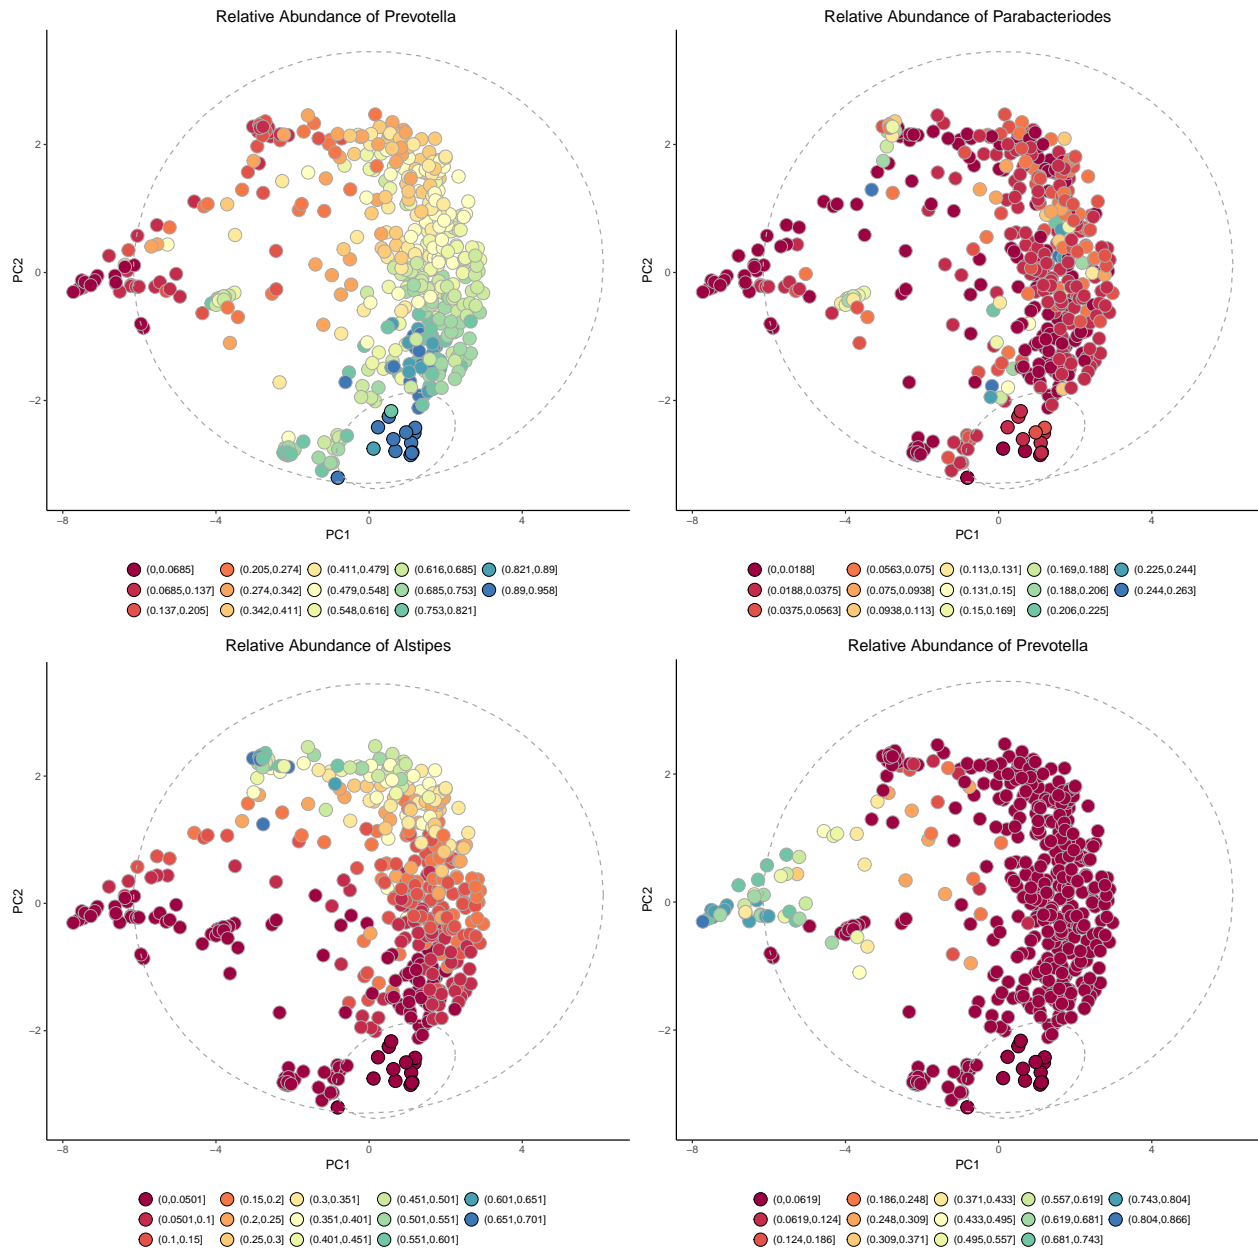 Relative Abundance of Prevotella
PC2
2
0
−2
−8 −4 0 4
PC1
(0,0.0685] (0.205,0.274] (0.411,0.479] (0.616,0.685] (0.821,0.89]
(0.0685,0.137] (0.274,0.342] (0.479,0.548] (0.685,0.753] (0.89,0.958]
(0.137,0.205] (0.342,0.411] (0.548,0.616] (0.753,0.821]
Relative Abundance of Parabacteriodes
PC2
2
0
−2
−8 −4 0 4
PC1
(0,0.0188] (0.0563,0.075] (0.113,0.131] (0.169,0.188] (0.225,0.244]
(0.0188,0.0375] (0.075,0.0938] (0.131,0.15] (0.188,0.206] (0.244,0.263]
(0.0375,0.0563] (0.0938,0.113] (0.15,0.169] (0.206,0.225]
Relative Abundance of Alstipes
PC2
2
0
−2
−8 −4 0 4
PC1
(0,0.0501] (0.15,0.2] (0.3,0.351] (0.451,0.501] (0.601,0.651]
(0.0501,0.1] (0.2,0.25] (0.351,0.401] (0.501,0.551] (0.651,0.701]
(0.1,0.15] (0.25,0.3] (0.401,0.451] (0.551,0.601]
Relative Abundance of Prevotella
PC2
2
0
−2
−8 −4 0 4
PC1
(0,0.0619] (0.186,0.248] (0.371,0.433] (0.557,0.619] (0.743,0.804]
(0.0619,0.124] (0.248,0.309] (0.433,0.495] (0.619,0.681] (0.804,0.866]
(0.124,0.186] (0.309,0.371] (0.495,0.557] (0.681,0.743]